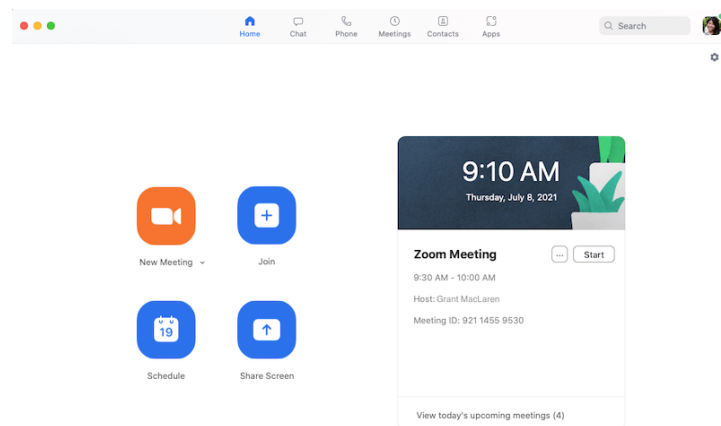 Home
Chat
Phone
Meetings
Contacts
Apps
Search
9:10 AM
Thursday, July 8, 2021
New Meeting
Join
19
Schedule
Share Screen
Zoom Meeting
... Start
9:30 AM - 10:00 AM
Host: Grant MacLaren
Meeting ID: 921 1455 9530
View today's upcoming meetings (4)